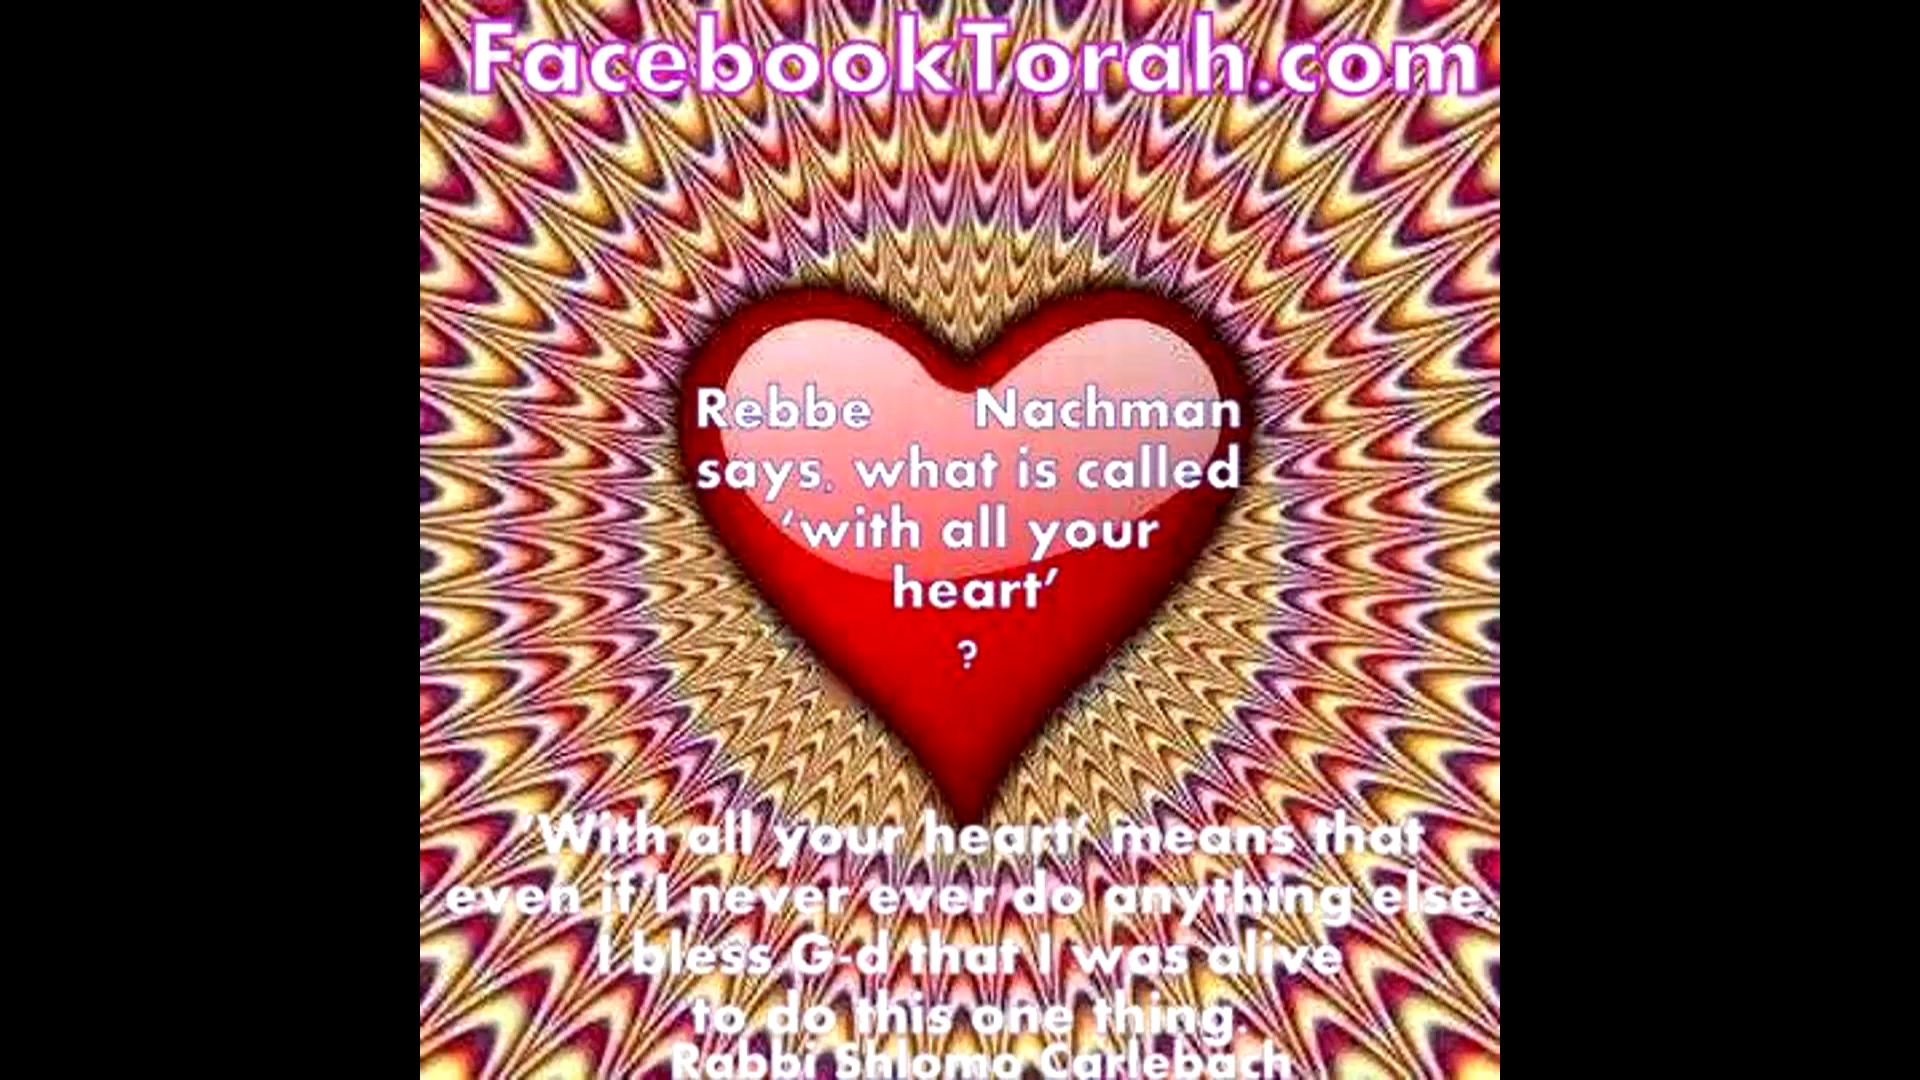 FacebookTorah.com
Rebbe Nachman
says, what is called
‘with all your
heart’
?
‘With all your heart’ means that
even if I never ever do anything else,
I bless G-d that I was alive
to do this one thing.
Rabbi Shlomo Carlebach